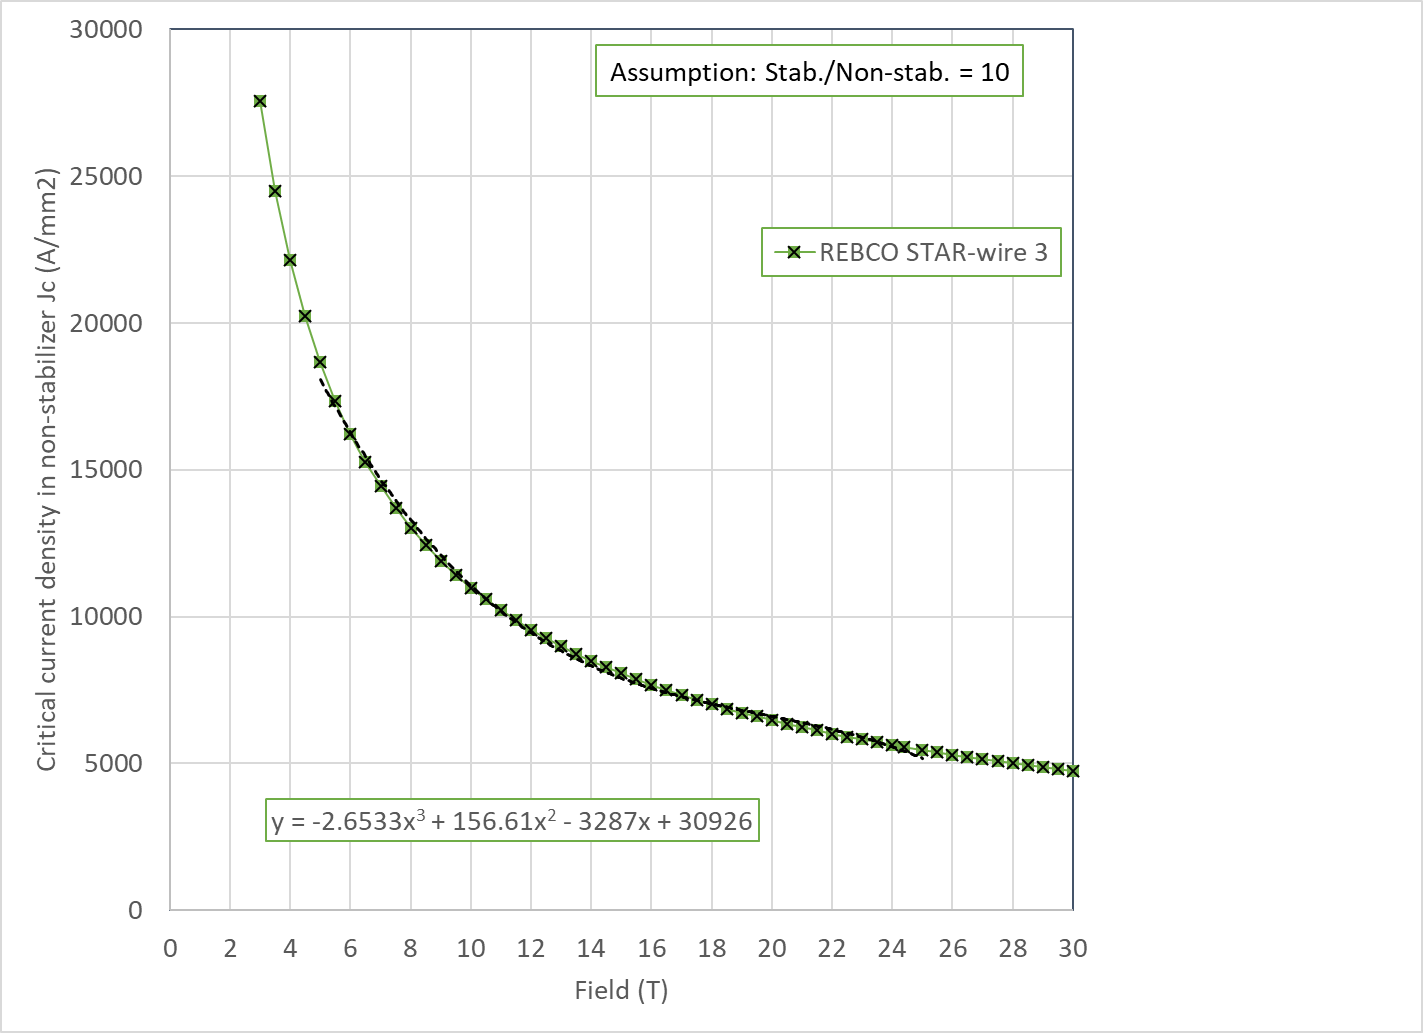 30000
Assumption: Stab./Non-stab. = 10
25000
REBCO STAR-wire 3
20000
15000
10000
5000
y = -2.6533x³ + 156.61x² - 3287x + 30926
0
Critical current density in non-stabilizer Jc (A/mm2)
0 2 4 6 8 10 12 14 16 18 20 22 24 26 28 30
Field (T)